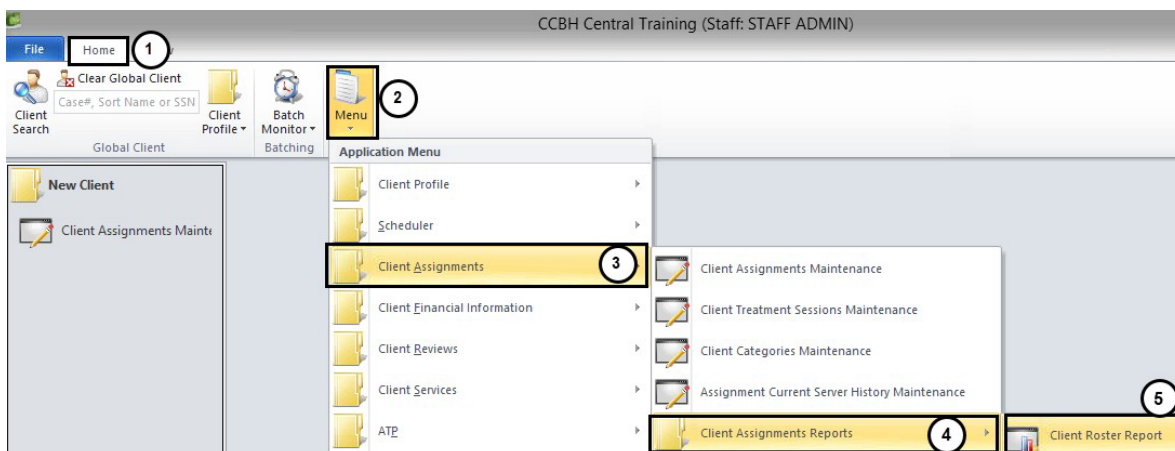 CCBH Central Training (Staff: STAFF ADMIN)
File
Home
1
Clear Global Client
Case#, Sort Name or SSN
Client Search
Client Profile
Global Client
Batch Monitor
Batching
Menu
2
Application Menu
New Client
Client Assignments Mainte
Client Profile
Scheduler
Client Assignments
3
Client Financial Information
Client Reviews
Client Services
ATP
Client Assignments Maintenance
Client Treatment Sessions Maintenance
Client Categories Maintenance
Assignment Current Server History Maintenance
Client Assignments Reports
4
5
Client Roster Report